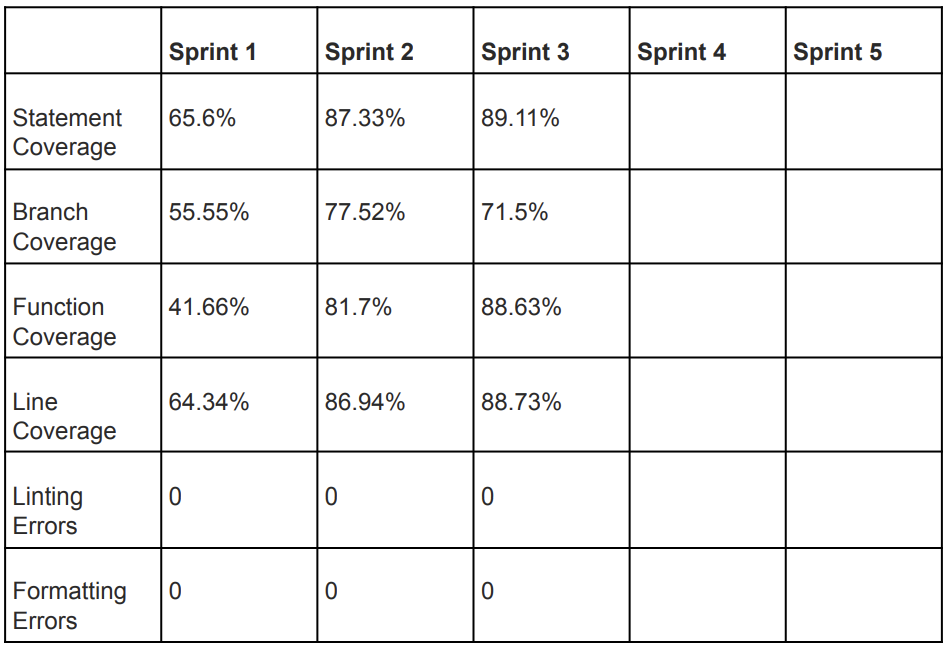 Sprint 1 Sprint 2 Sprint 3 Sprint 4 Sprint 5
Statement 65.6% 87.33% 89.11%
Coverage
Branch 55.55% 77.52% 71.5%
Coverage
Function 41.66% 81.7% 88.63%
Coverage
Line 64.34% 86.94% 88.73%
Coverage
Linting 0 0 0
Errors
Formatting 0 0 0
Errors